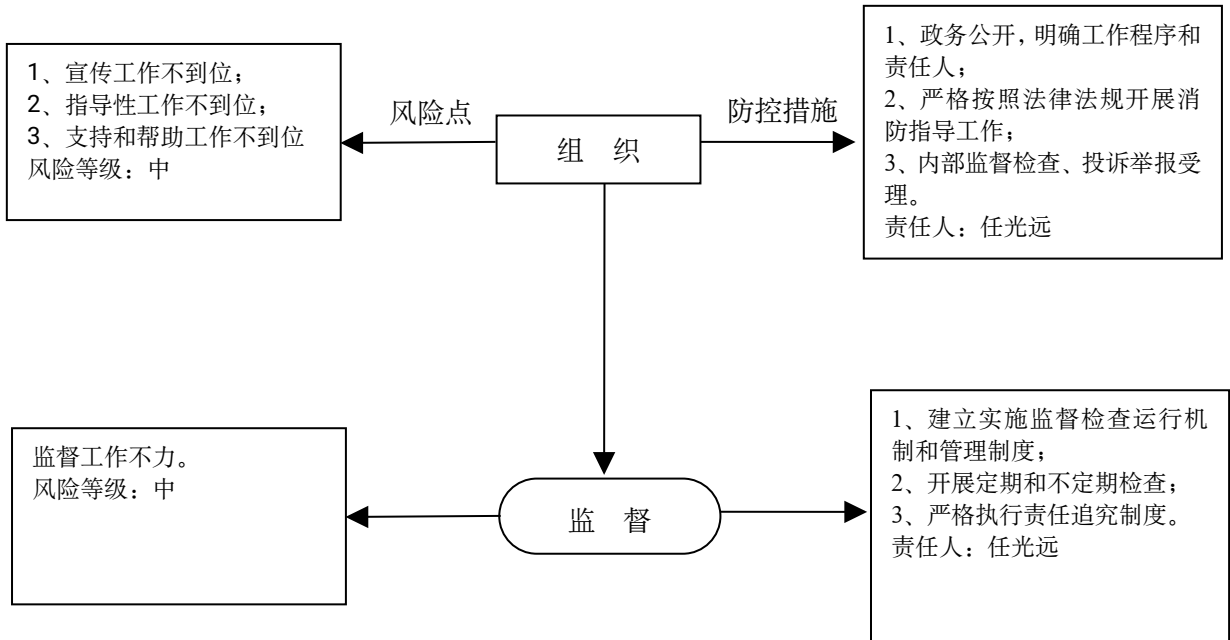 1、宣传工作不到位；
2、指导性工作不到位；
3、支持和帮助工作不到位
风险等级：中
风险点
组 织
防控措施
1、政务公开，明确工作程序和
责任人；
2、严格按照法律法规开展消
防指导工作；
3、内部监督检查、投诉举报受
理。
责任人：任光远
监督工作不力。
风险等级：中
监 督
1、建立实施监督检查运行机
制和管理制度；
2、开展定期和不定期检查；
3、严格执行责任追究制度。
责任人：任光远